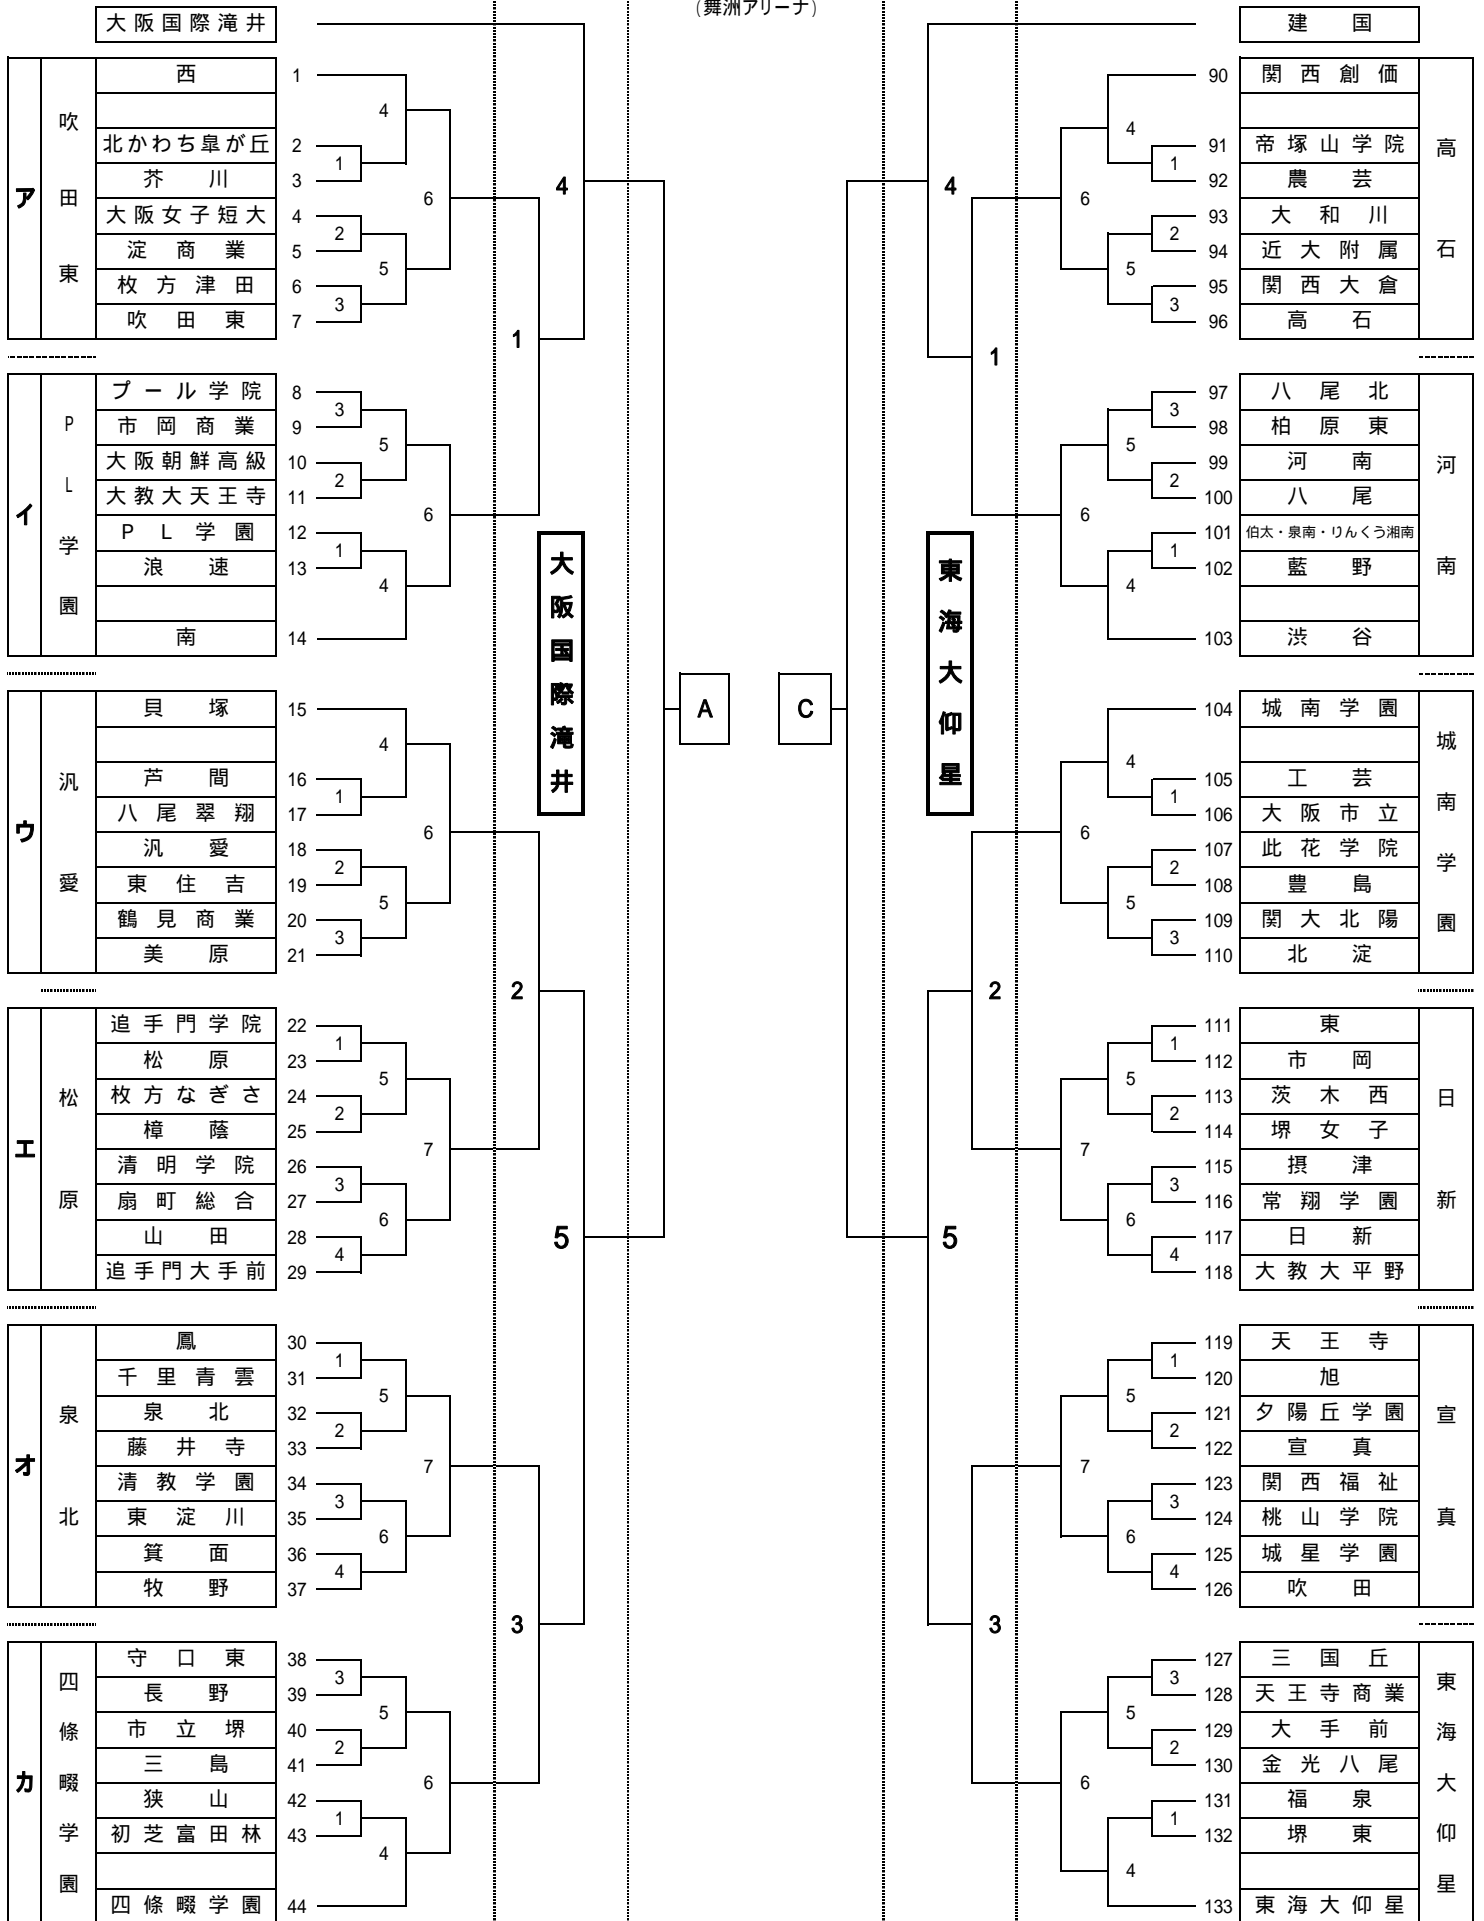 (舞洲アリーナ)
大阪国際滝井
ア
吹田東
西 1
北かわち皐が丘 2
芥川 3
大阪女子短大 4
淀商業 5
枚方津田 6
吹田東 7
4
1
2
3
5
6
イ
PL学園
プール学院 8
市岡商業 9
大阪朝鮮高級 10
大教大天王寺 11
PL学園 12
浪速 13
南 14
3
2
1
5
4
6
ウ
汎愛
貝塚 15
芦間 16
八尾翠翔 17
汎愛 18
東住吉 19
鶴見商業 20
美原 21
4
1
2
3
5
6
エ
松原
追手門学院 22
松原 23
枚方なぎさ 24
樟蔭 25
清明学院 26
扇町総合 27
山田 28
追手門大手前 29
1
2
3
4
5
6
7
オ
泉北
鳳 30
千里青雲 31
泉北 32
藤井寺 33
清教学園 34
東淀川 35
箕面 36
牧野 37
1
2
3
4
5
6
7
カ
四條畷学園
守口東 38
長野 39
市立堺 40
三島 41
狭山 42
初芝富田林 43
四條畷学園 44
3
2
1
5
4
6
1
2
3
4
5
大阪国際滝井
A
C
東海大仰星
4
5
1
2
3
建国
90 関西創価
91 帝塚山学院
92 農芸
93 大和川
94 近大附属
95 関西大倉
96 高石
高石
4
1
2
3
5
6
97 八尾北
98 柏原東
99 河南
100 八尾
101 伯太・泉南・りんくう湘南
102 藍野
103 渋谷
河南
3
2
1
5
4
6
104 城南学園
105 工芸
106 大阪市立
107 此花学院
108 豊島
109 関大北陽
110 北淀
城南学園
4
1
2
3
5
6
111 東
112 市岡
113 茨木西
114 堺女子
115 摂津
116 常翔学園
117 日新
118 大教大平野
日新
1
2
3
4
5
6
7
119 天王寺
120 旭
121 夕陽丘学園
122 宣真
123 関西福祉
124 桃山学院
125 城星学園
126 吹田
宣真
1
2
3
4
5
6
7
127 三国丘
128 天王寺商業
129 大手前
130 金光八尾
131 福泉
132 堺東
133 東海大仰星
東海大仰星
3
2
1
5
4
6